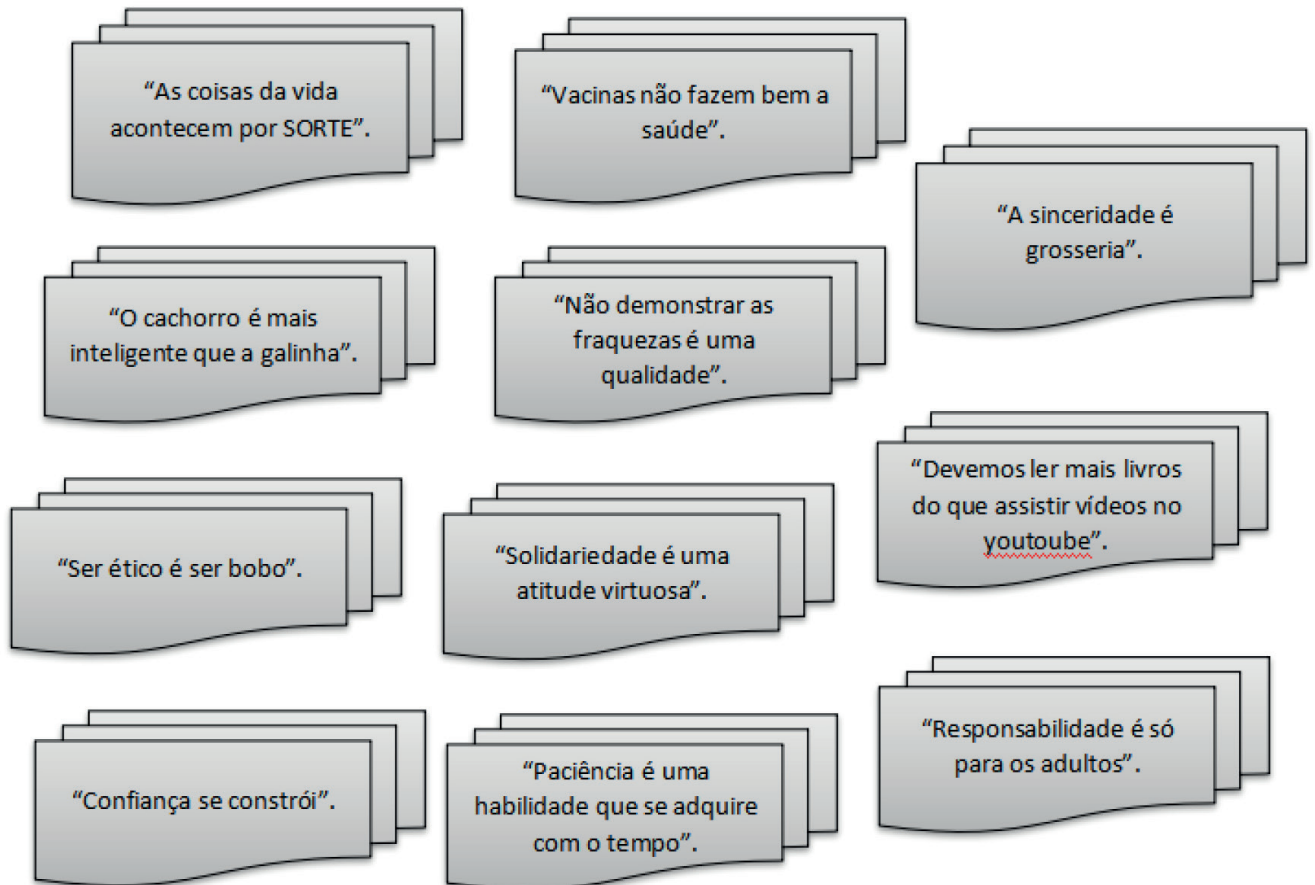 “As coisas da vida
acontecem por SORTE”.
“Vacinas não fazem bem a
saúde”.
“A sinceridade é
grosseria”.
“O cachorro é mais
inteligente que a galinha”.
“Não demonstrar as
fraquezas é uma
qualidade”.
“Devemos ler mais livros
do que assistir vídeos no
youtoube”.
“Ser ético é ser bobo”.
“Solidariedade é uma
atitude virtuosa”.
“Responsabilidade é só
para os adultos”.
“Confiança se constrói”.
“Paciência é uma
habilidade que se adquire
com o tempo”.